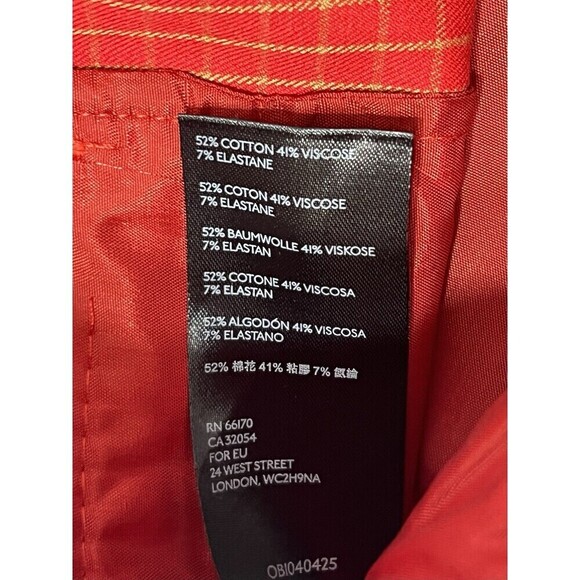 52% COTTON 41% VISCOSE
7% ELASTANE
52% COTON 41% VISCOSE
7% ELASTANE
52% BAUMWOLLE 41% VISKOSE
7% ELASTAN
52% COTONE 41% VISCOSA
7% ELASTAN
52% ALGODÓN 41% VISCOSA
7% ELASTANO
52% 棉花 41% 粘膠 7% 氨綸
RN 66170
CA 32054
FOR EU
24 WEST STREET
LONDON, WC2H9NA
OB1040425